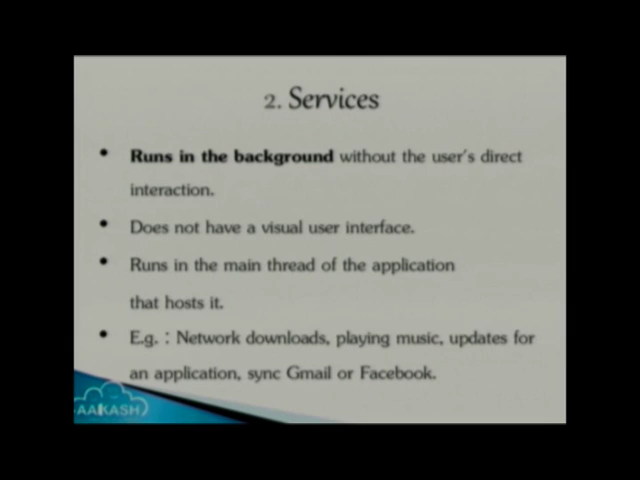 2. Services
• Runs in the background without the user's direct
interaction.
• Does not have a visual user interface.
• Runs in the main thread of the application
that hosts it.
• E.g. : Network downloads, playing music, updates for
an application, sync Gmail or Facebook.
AAKASH